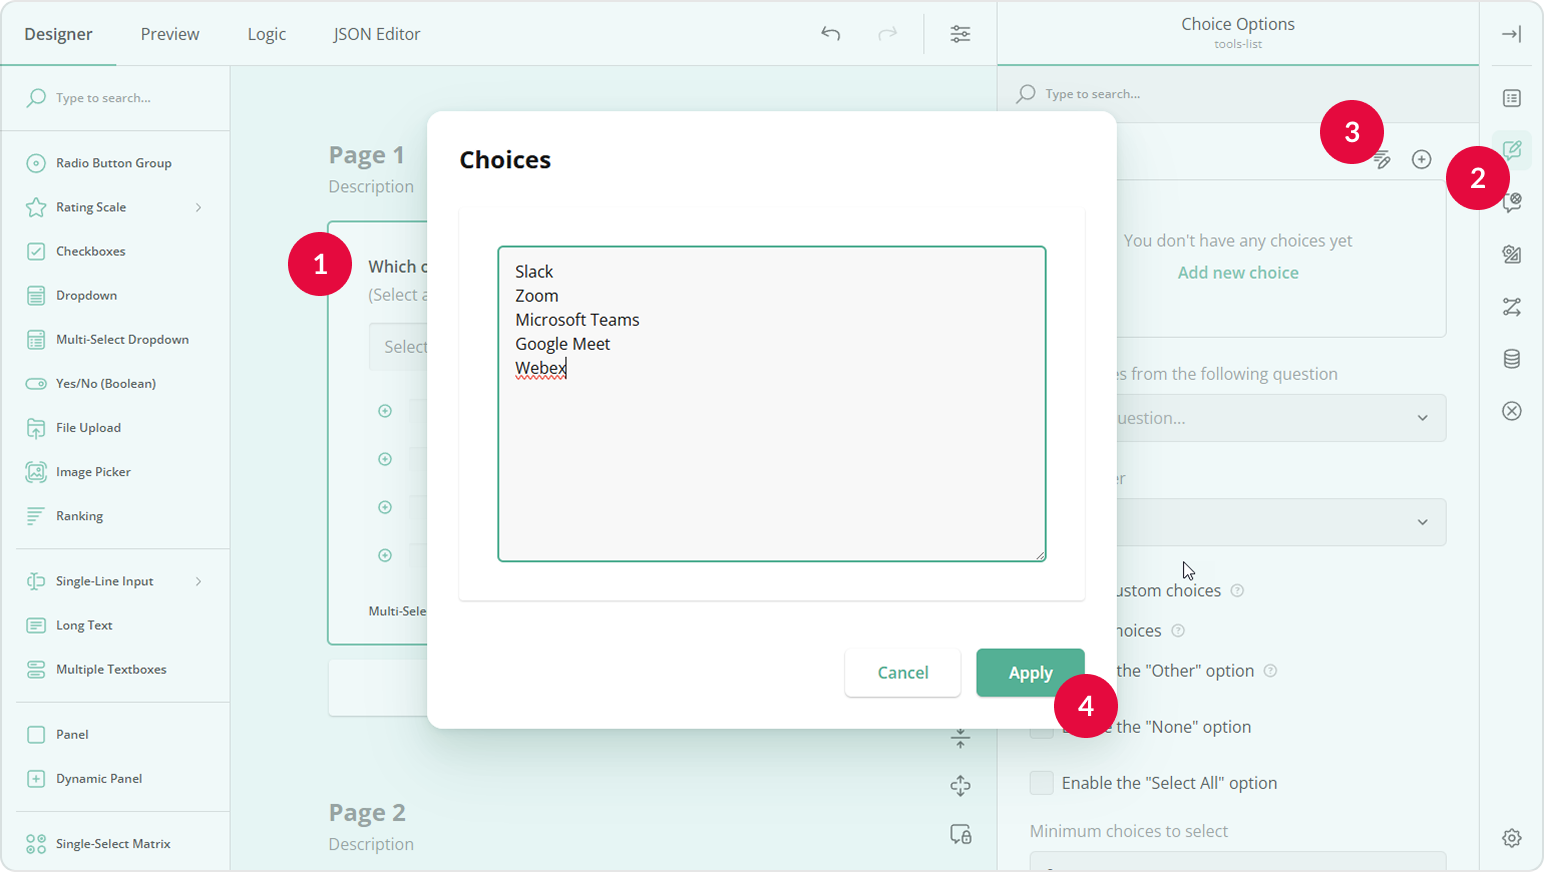 Designer
Preview
Logic
JSON Editor
Choice Options
tools-list
Type to search...
Type to search...
Radio Button Group
Rating Scale
Checkboxes
Dropdown
Multi-Select Dropdown
Yes/No (Boolean)
File Upload
Image Picker
Ranking
Single-Line Input
Long Text
Multiple Textboxes
Panel
Dynamic Panel
Single-Select Matrix
Page 1
Description
1
Which
(Select
Select
Multi-Sele
Page 2
Description
Choices
Slack
Zoom
Microsoft Teams
Google Meet
Webex
Cancel
Apply
4
3
2
You don't have any choices yet
Add new choice
es from the following question
uestion...
er
ustom choices
hoices
the "Other" option
the "None" option
Enable the "Select All" option
Minimum choices to select